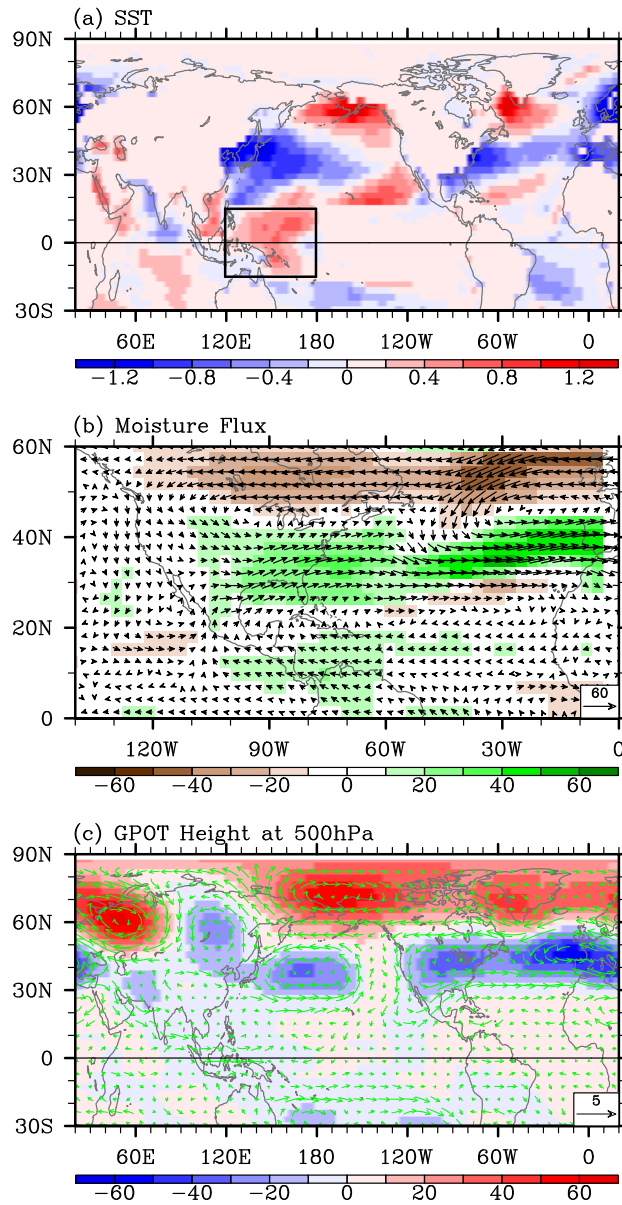 (a) SST
90N
60N
30N
0
30S
60E 120E 180 120W 60W 0
−1.2 −0.8 −0.4 0 0.4 0.8 1.2
(b) Moisture Flux
60N
40N
20N
0
60
120W 90W 60W 30W 0
−60 −40 −20 0 20 40 60
(c) GPOT Height at 500hPa
90N
60N
30N
0
30S
5
60E 120E 180 120W 60W 0
−60 −40 −20 0 20 40 60